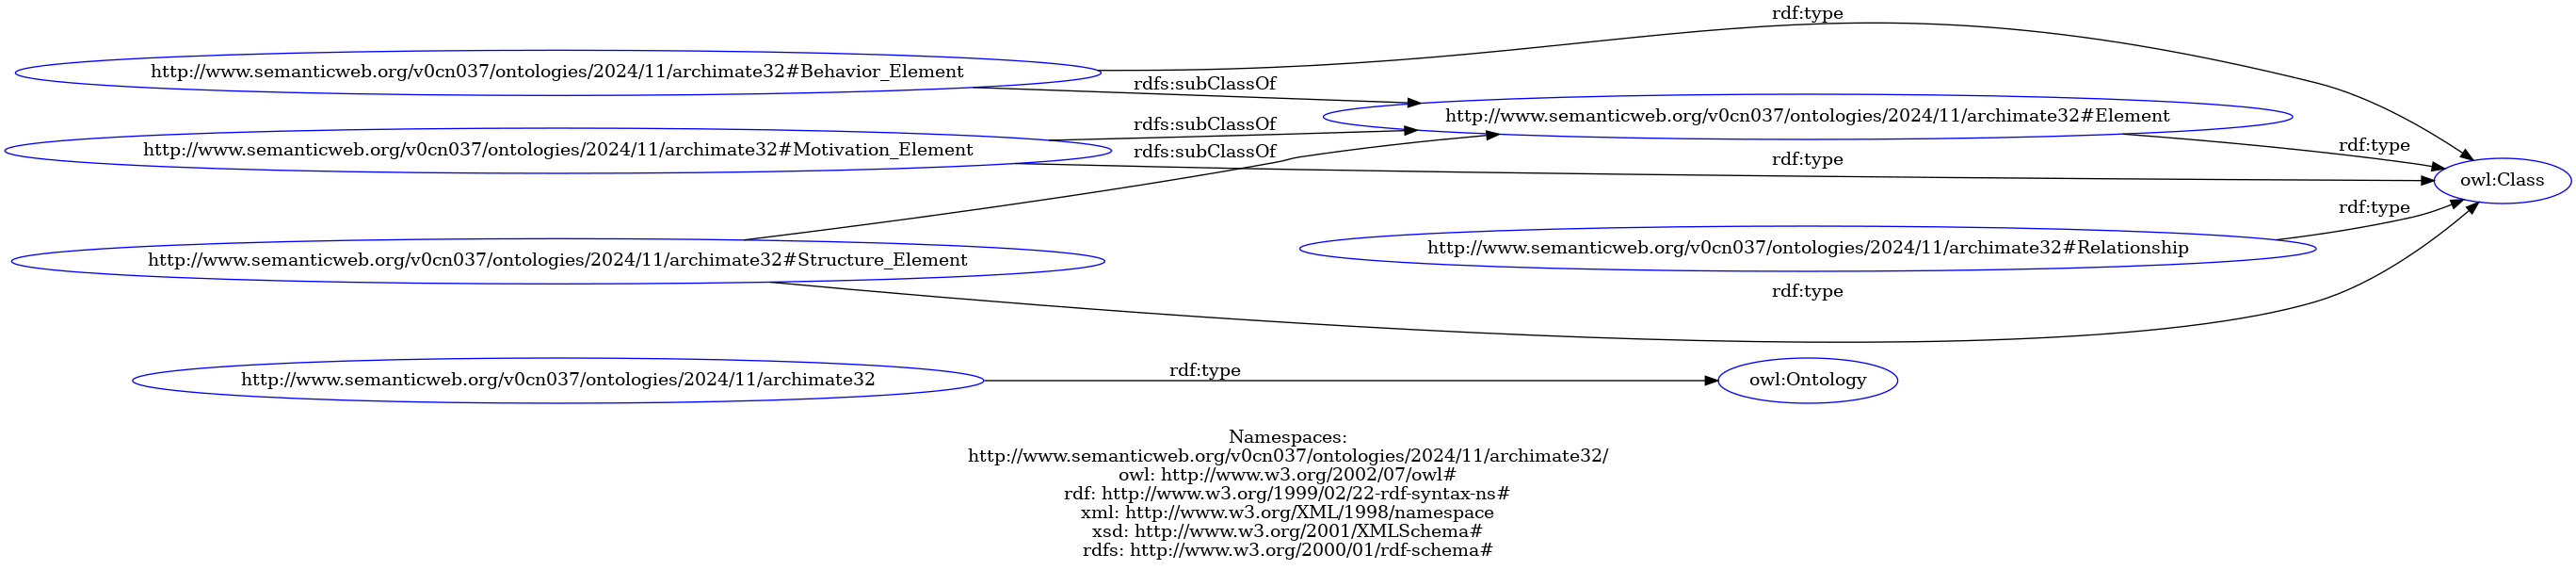 rdf:type
http://www.semanticweb.org/v0cn037/ontologies/2024/11/archimate32#Behavior_Element
rdfs:subClassOf
http://www.semanticweb.org/v0cn037/ontologies/2024/11/archimate32#Element
rdfs:subClassOf
http://www.semanticweb.org/v0cn037/ontologies/2024/11/archimate32#Motivation_Element
rdfs:subClassOf
rdf:type
rdf:type
owl:Class
rdf:type
http://www.semanticweb.org/v0cn037/ontologies/2024/11/archimate32#Relationship
http://www.semanticweb.org/v0cn037/ontologies/2024/11/archimate32#Structure_Element
rdf:type
http://www.semanticweb.org/v0cn037/ontologies/2024/11/archimate32
rdf:type
owl:Ontology
Namespaces:
http://www.semanticweb.org/v0cn037/ontologies/2024/11/archimate32/
owl: http://www.w3.org/2002/07/owl#
rdf: http://www.w3.org/1999/02/22-rdf-syntax-ns#
xml: http://www.w3.org/XML/1998/namespace
xsd: http://www.w3.org/2001/XMLSchema#
rdfs: http://www.w3.org/2000/01/rdf-schema#